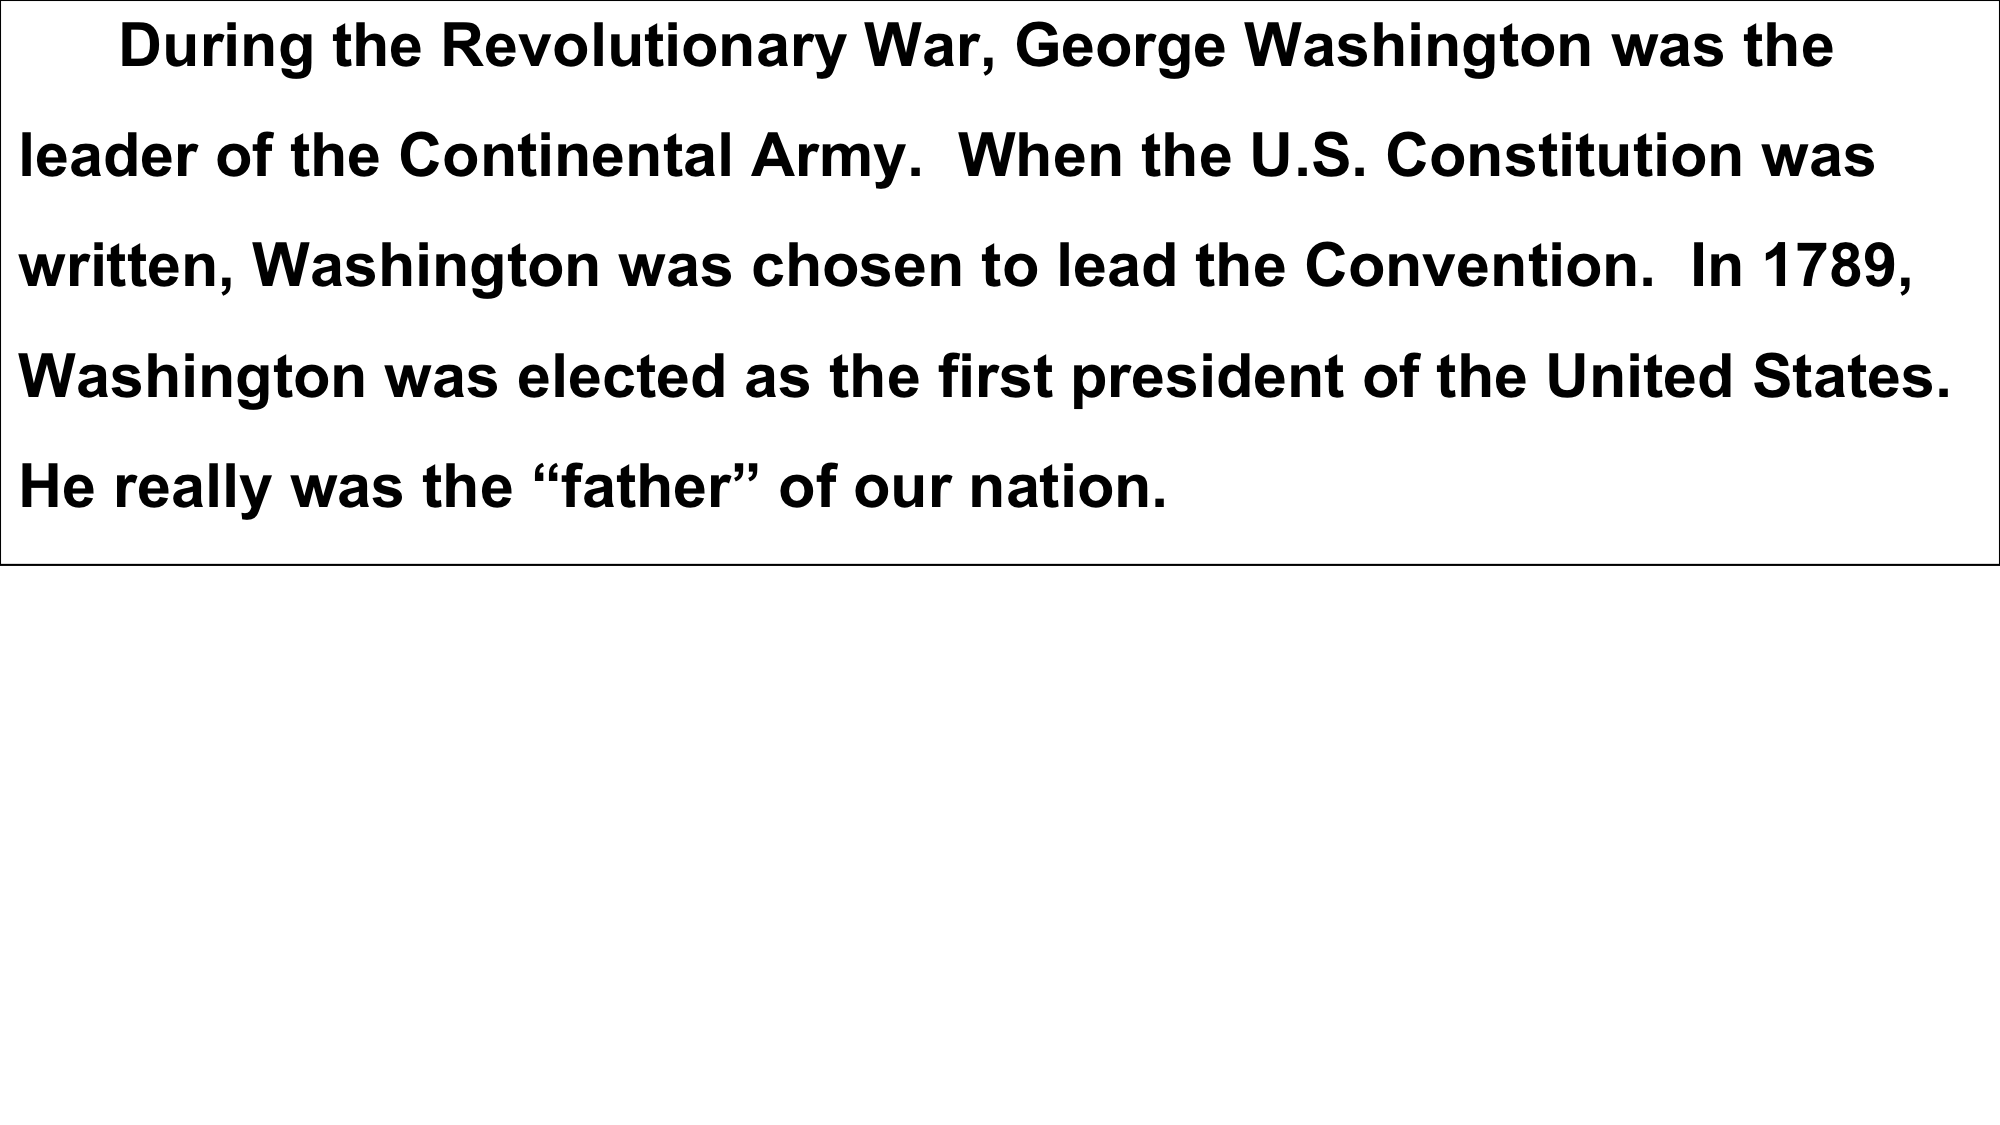 During the Revolutionary War, George Washington was the
leader of the Continental Army.  When the U.S. Constitution was
written, Washington was chosen to lead the Convention.  In 1789,
Washington was elected as the first president of the United States.
He really was the “father” of our nation.